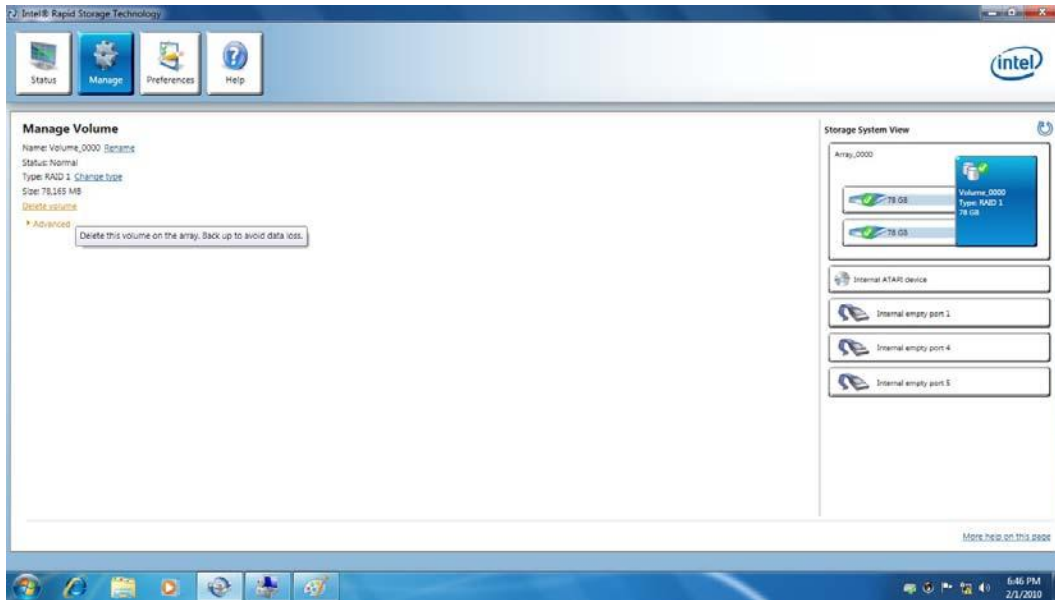 Intel® Rapid Storage Technology
Status
Manage
Preferences
Help
intel
Manage Volume
Name: Volume_0000 Rename
Status: Normal
Type: RAID 1 Change type
Size: 78,165 MB
Delete volume
Advanced
Delete this volume on the array. Back up to avoid data loss.
Storage System View
Array_0000
78 GB
78 GB
Volume_0000
Type: RAID 1
78 GB
Internal ATAPI device
Internal empty port 1
Internal empty port 4
Internal empty port 5
More help on this page
6:46 PM
2/1/2010